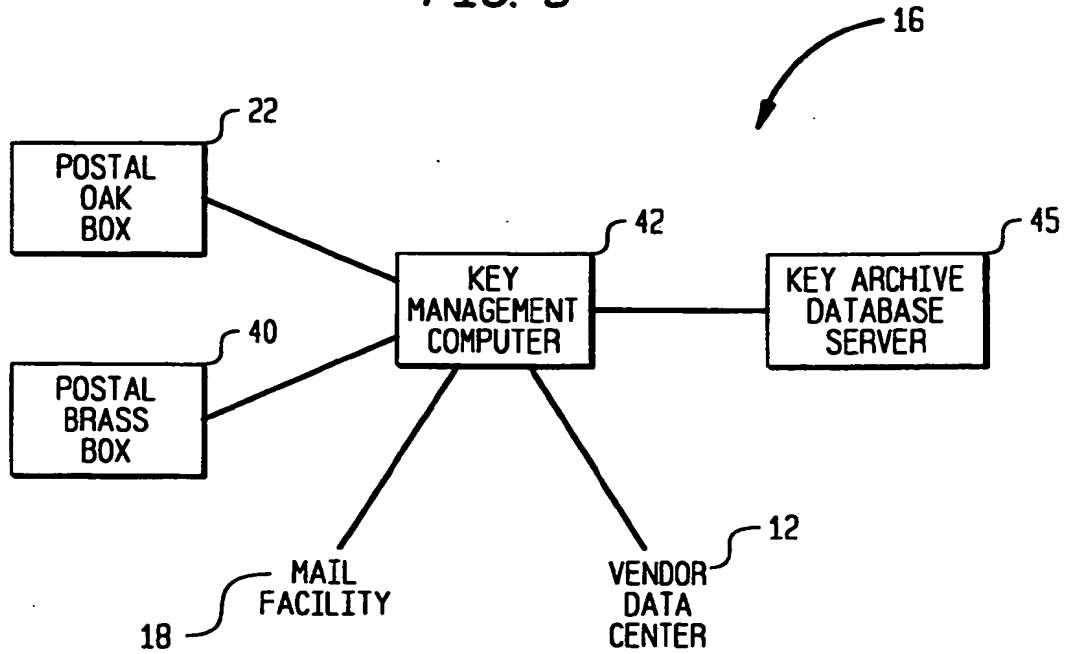 16
22
POSTAL
OAK
BOX
42
KEY
MANAGEMENT
COMPUTER
45
KEY ARCHIVE
DATABASE
SERVER
40
POSTAL
BRASS
BOX
MAIL
FACILITY
18
12
VENDOR
DATA
CENTER